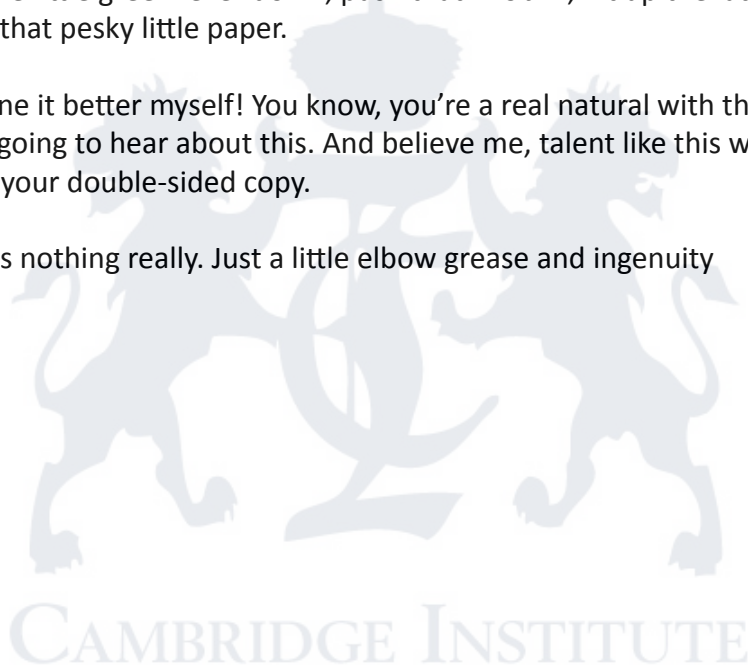 that pesky little paper.
ne it better myself! You know, you’re a real natural with th
going to hear about this. And believe me, talent like this w
your double-sided copy.
s nothing really. Just a little elbow grease and ingenuity
CAMBRIDGE INSTITUTE